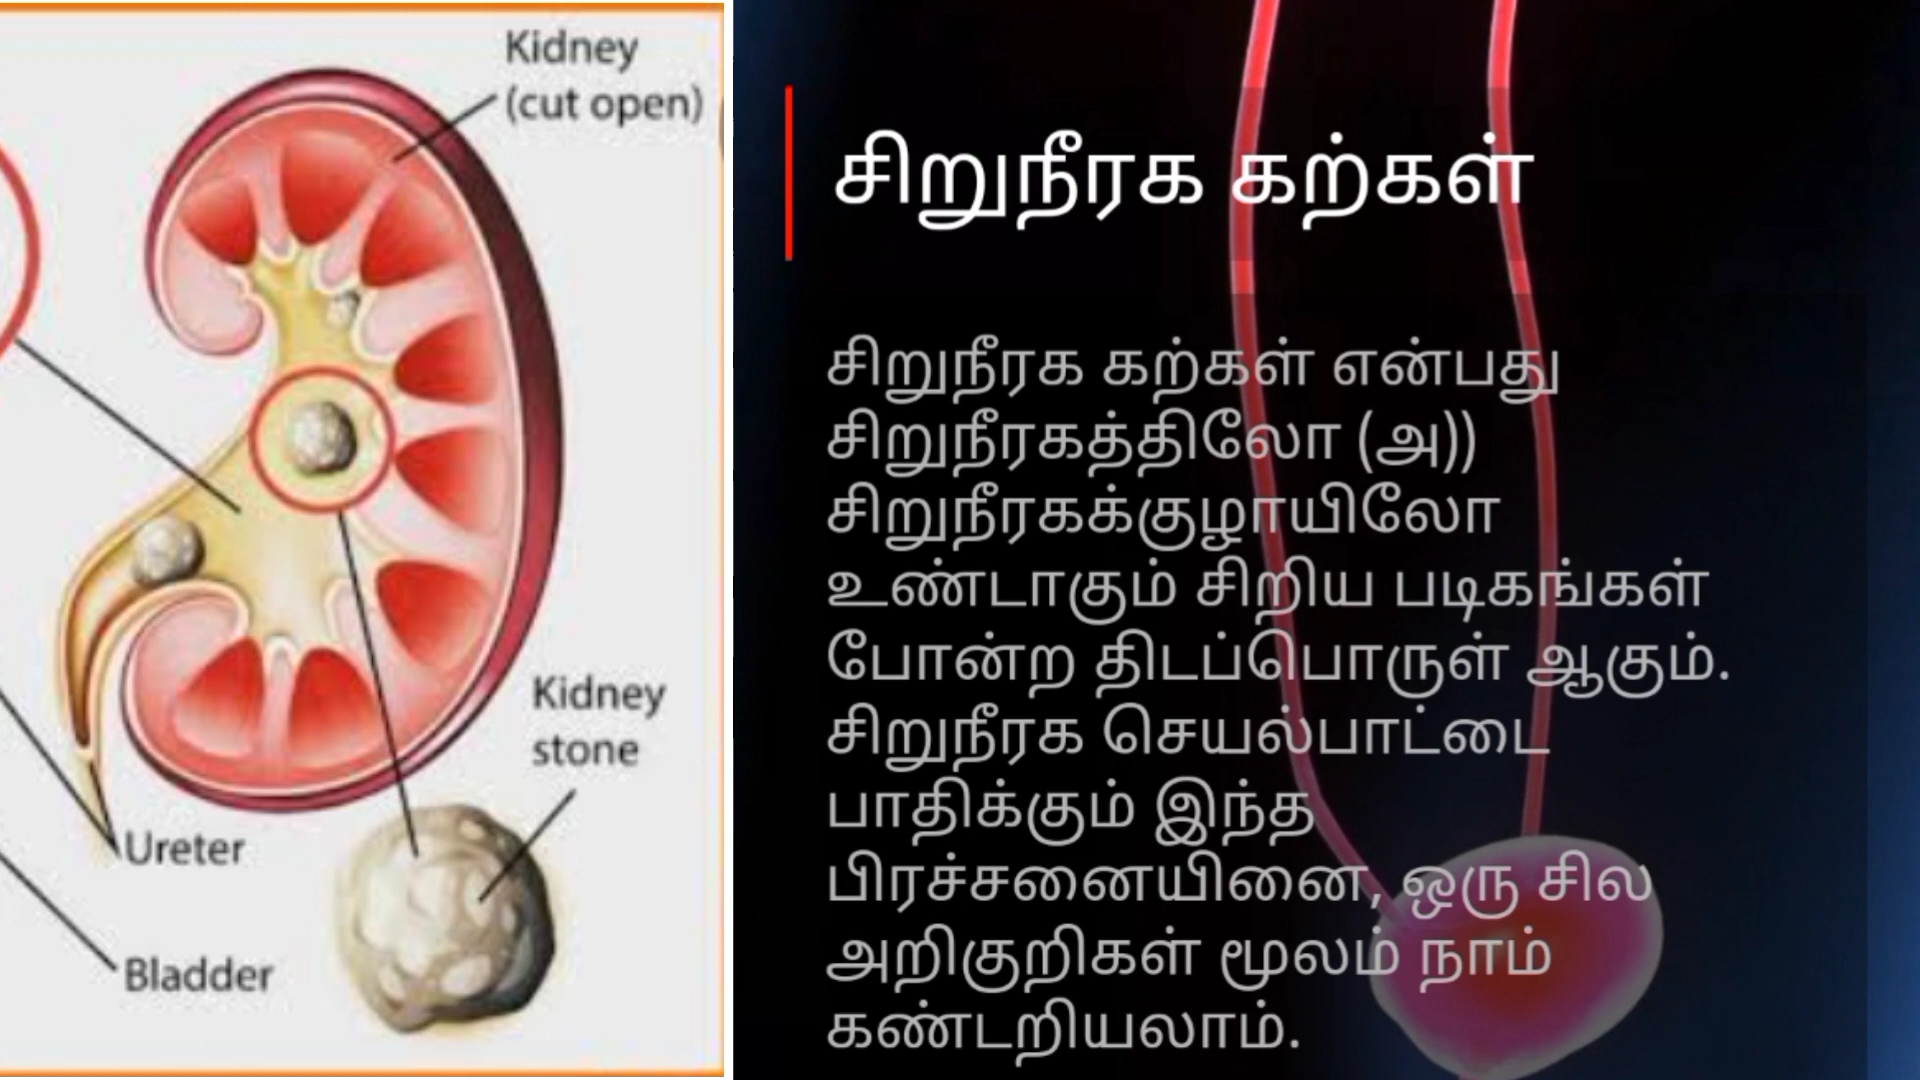 Kidney
(cut open)
Kidney
stone
Ureter
Bladder
சிறுநீரக கற்கள்
சிறுநீரக கற்கள் என்பது
சிறுநீரகத்திலோ (அ))
சிறுநீரகக்குழாயிலோ
உண்டாகும் சிறிய படிகங்கள்
போன்ற திடப்பொருள் ஆகும்.
சிறுநீரக செயல்பாட்டை
பாதிக்கும் இந்த
பிரச்சனையினை, ஒரு சில
அறிகுறிகள் மூலம் நாம்
கண்டறியலாம்.